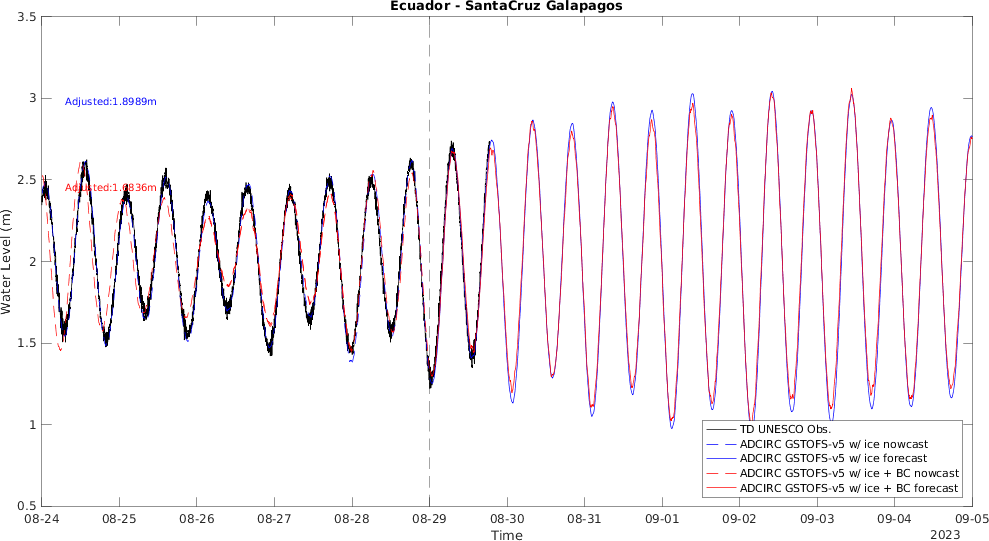 Ecuador - SantaCruz Galapagos
3.5
Adjusted:1.8989m
3
2.5
Adjusted:1.6836m
Water Level (m)
2
1.5
1
0.5
TD UNESCO Obs.
ADCIRC GSTOFS-v5 w/ ice nowcast
ADCIRC GSTOFS-v5 w/ ice forecast
ADCIRC GSTOFS-v5 w/ ice + BC nowcast
ADCIRC GSTOFS-v5 w/ ice + BC forecast
08-24 08-25 08-26 08-27 08-28 08-29 08-30 08-31 09-01 09-02 09-03 09-04 09-05
Time
2023